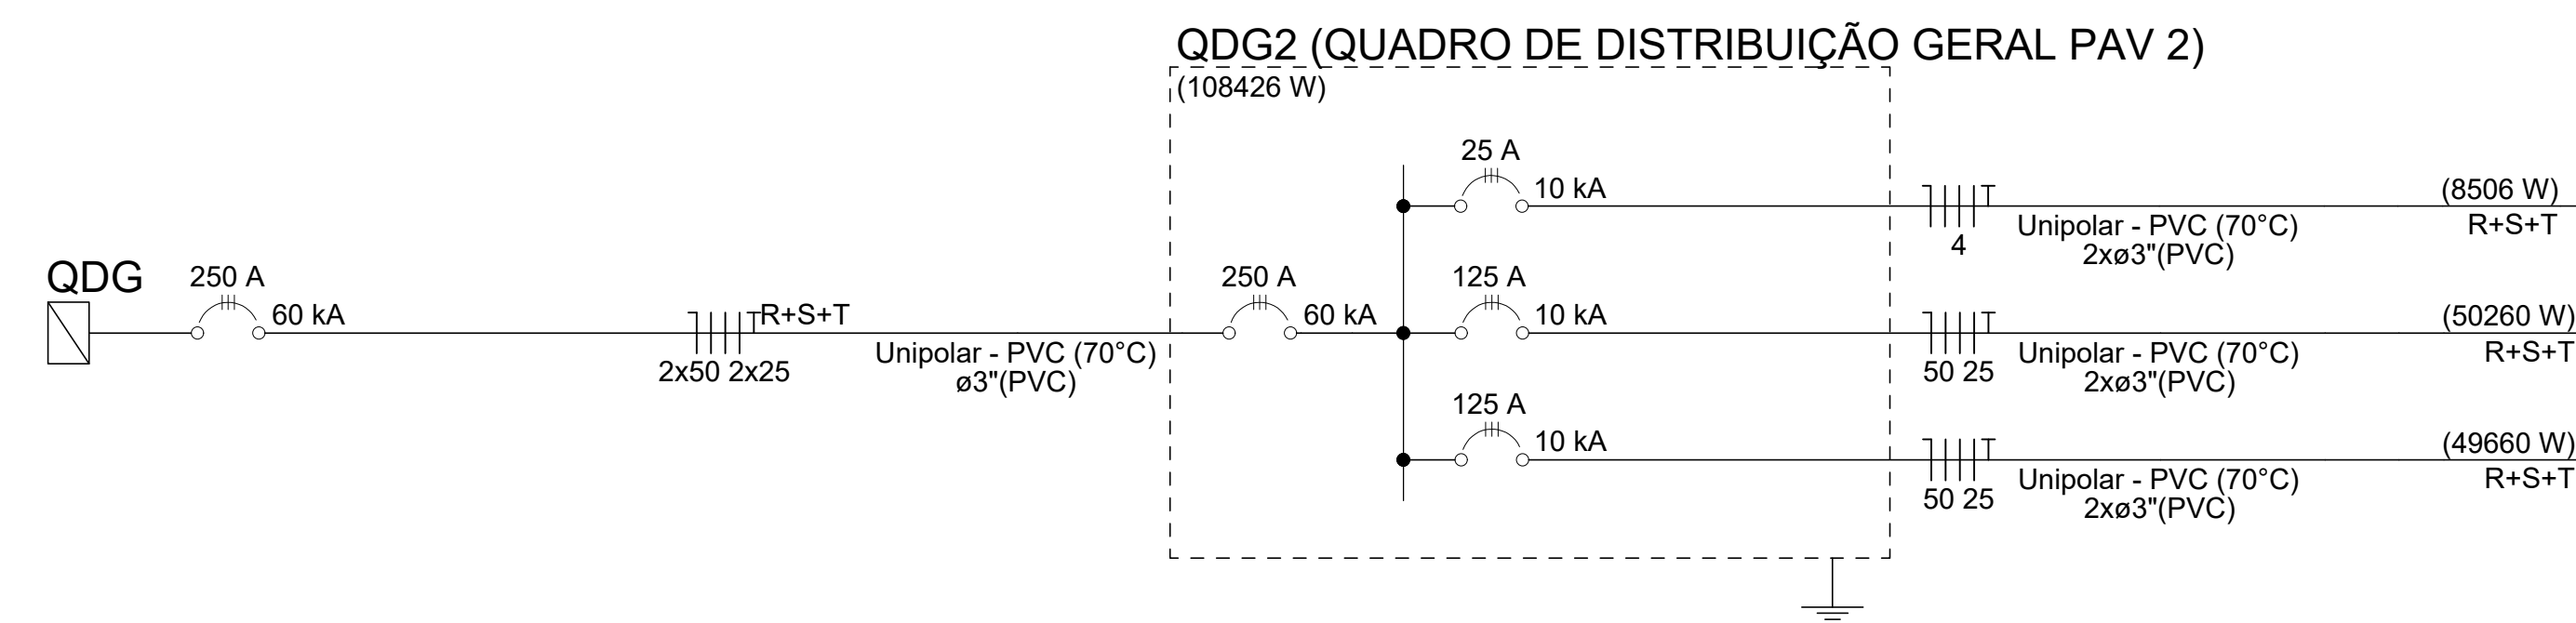 QDG2 (QUADRO DE DISTRIBUIÇÃO GERAL PAV 2)
(108426 W)
25 A
10 kA
(8506 W)
4
Unipolar - PVC (70°C)
2xø3"(PVC)
R+S+T
QDG
250 A
60 kA
R+S+T
2x50 2x25
Unipolar - PVC (70°C)
ø3"(PVC)
250 A
60 kA
125 A
10 kA
(50260 W)
50 25
Unipolar - PVC (70°C)
2xø3"(PVC)
R+S+T
125 A
10 kA
(49660 W)
50 25
Unipolar - PVC (70°C)
2xø3"(PVC)
R+S+T